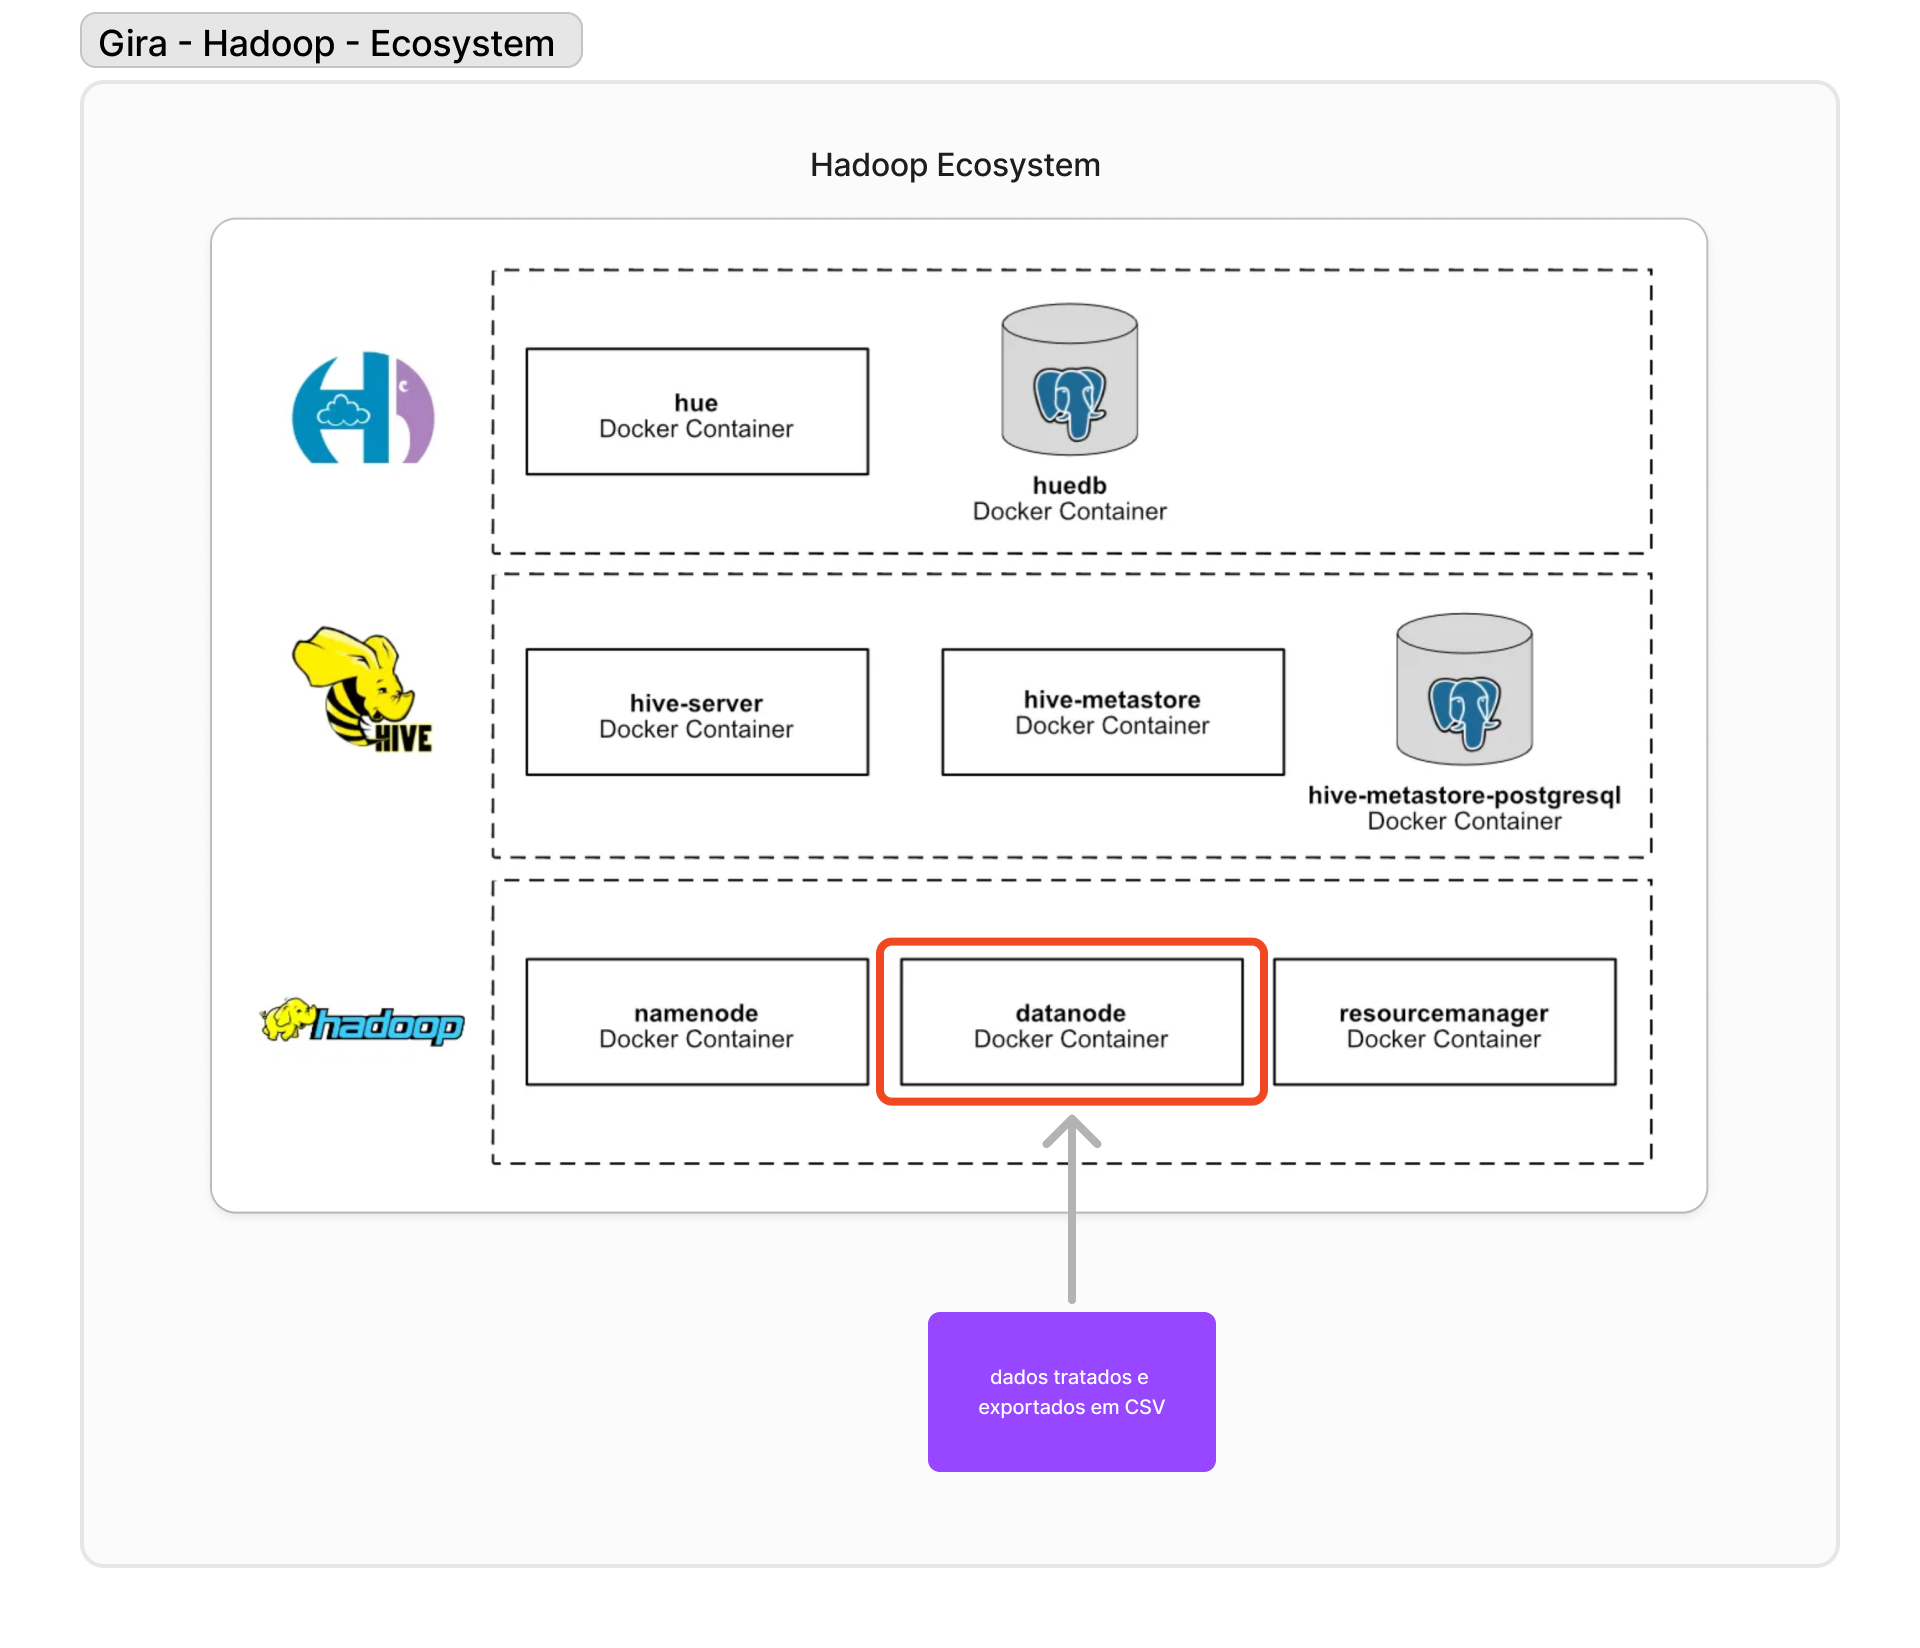 Gira - Hadoop - Ecosystem
Hadoop Ecosystem
hue
Docker Container
huedb
Docker Container
HIVE
hive-server
Docker Container
hive-metastore
Docker Container
hive-metastore-postgresql
Docker Container
hadoop
namenode
Docker Container
datanode
Docker Container
resourcemanager
Docker Container
dados tratados e
exportados em CSV